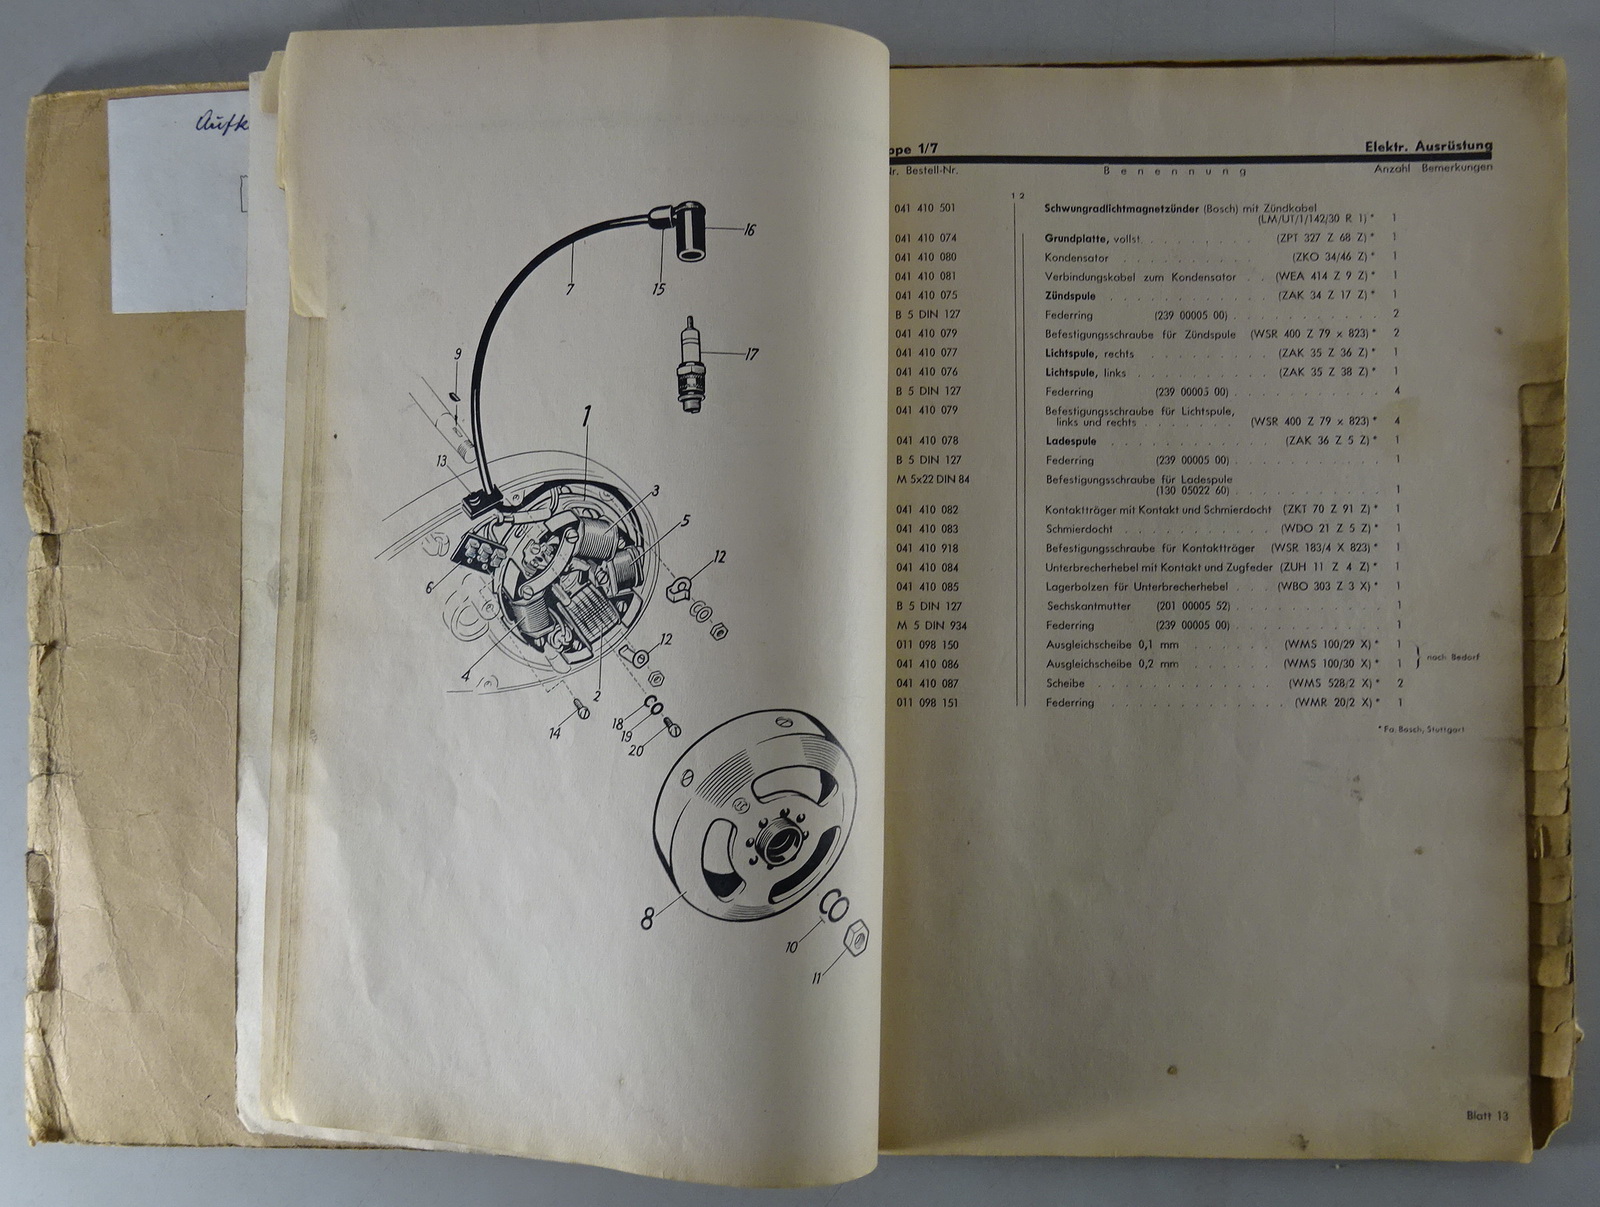 Aufk
16
7
15
17
9
1
13
3
5
12
6
12
4
2
14
18
19
20
8
10
11
ppe 1/7 Elektr. Ausrüstung
Nr. Bestell-Nr. Benennung Anzahl Bemerkungen
1 2
041 410 501 Schwungradlichtmagnetzünder (Bosch) mit Zündkabel
(LM/UT/1/142/30 R 1)* 1
041 410 074 Grundplatte, vollst. (ZPT 327 Z 68 Z)* 1
041 410 080 Kondensator (ZKO 34/46 Z)* 1
041 410 081 Verbindungskabel zum Kondensator (WEA 414 Z 9 Z)* 1
041 410 075 Zündspule (ZAK 34 Z 17 Z)* 1
B 5 DIN 127 Federring (239 00005 00) 2
041 410 079 Befestigungsschraube für Zündspule (WSR 400 Z 79 x 823)* 2
041 410 077 Lichtspule, rechts (ZAK 35 Z 36 Z)* 1
041 410 076 Lichtspule, links (ZAK 35 Z 38 Z)* 1
B 5 DIN 127 Federring (239 00005 00) 4
041 410 079 Befestigungsschraube für Lichtspule,
links und rechts (WSR 400 Z 79 x 823)* 4
041 410 078 Ladespule (ZAK 36 Z 5 Z)* 1
B 5 DIN 127 Federring (239 00005 00) 1
M 5x22 DIN 84 Befestigungsschraube für Ladespule
(130 05022 60) 1
041 410 082 Kontaktträger mit Kontakt und Schmierdocht (ZKT 70 Z 91 Z)* 1
041 410 083 Schmierdocht (WDO 21 Z 5 Z)* 1
041 410 918 Befestigungsschraube für Kontaktträger (WSR 183/4 X 823)* 1
041 410 084 Unterbrecherhebel mit Kontakt und Zugfeder (ZUH 11 Z 4 Z)* 1
041 410 085 Lagerbolzen für Unterbrecherhebel (WBO 303 Z 3 X)* 1
B 5 DIN 127 Sechskantmutter (201 00005 52) 1
M 5 DIN 934 Federring (239 00005 00) 1
011 098 150 Ausgleichscheibe 0,1 mm (WMS 100/29 X)* 1
nach Bedarf
041 410 086 Ausgleichscheibe 0,2 mm (WMS 100/30 X)* 1
041 410 087 Scheibe (WMS 528/2 X)* 2
011 098 151 Federring (WMR 20/2 X)* 1
* Fa. Bosch, Stuttgart
Blatt 13